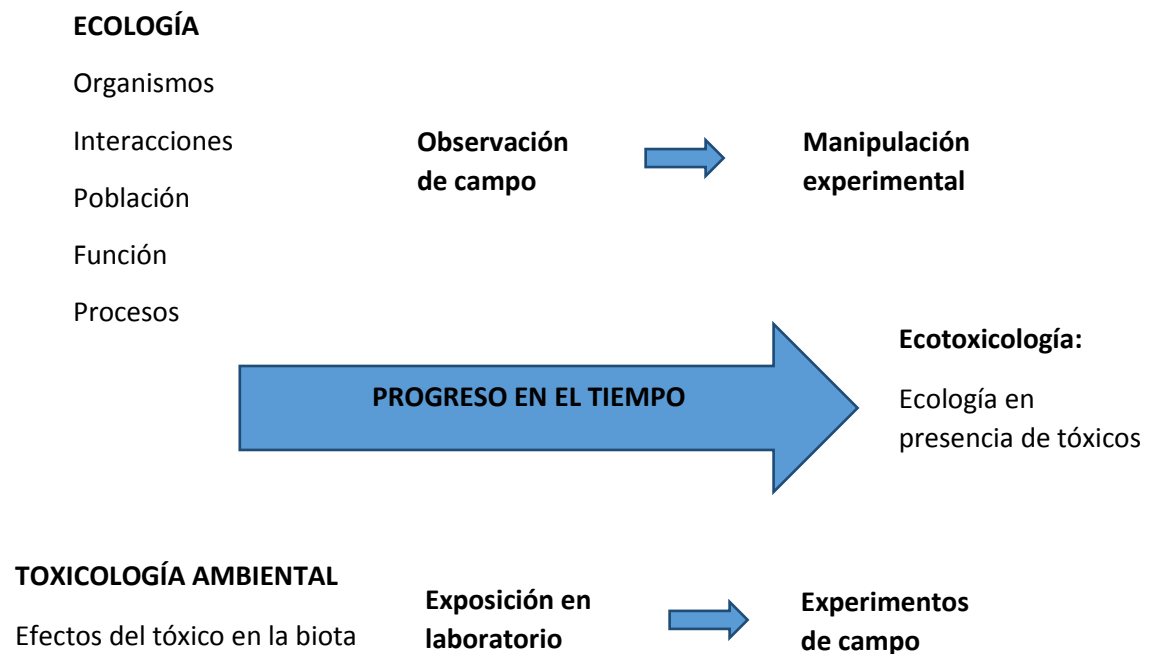 ECOLOGÍA
Organismos
Interacciones
Población
Función
Procesos
Observación
de campo
Manipulación
experimental
PROGRESO EN EL TIEMPO
Ecotoxicología:
Ecología en
presencia de tóxicos
TOXICOLOGÍA AMBIENTAL
Efectos del tóxico en la biota
Exposición en
laboratorio
Experimentos
de campo